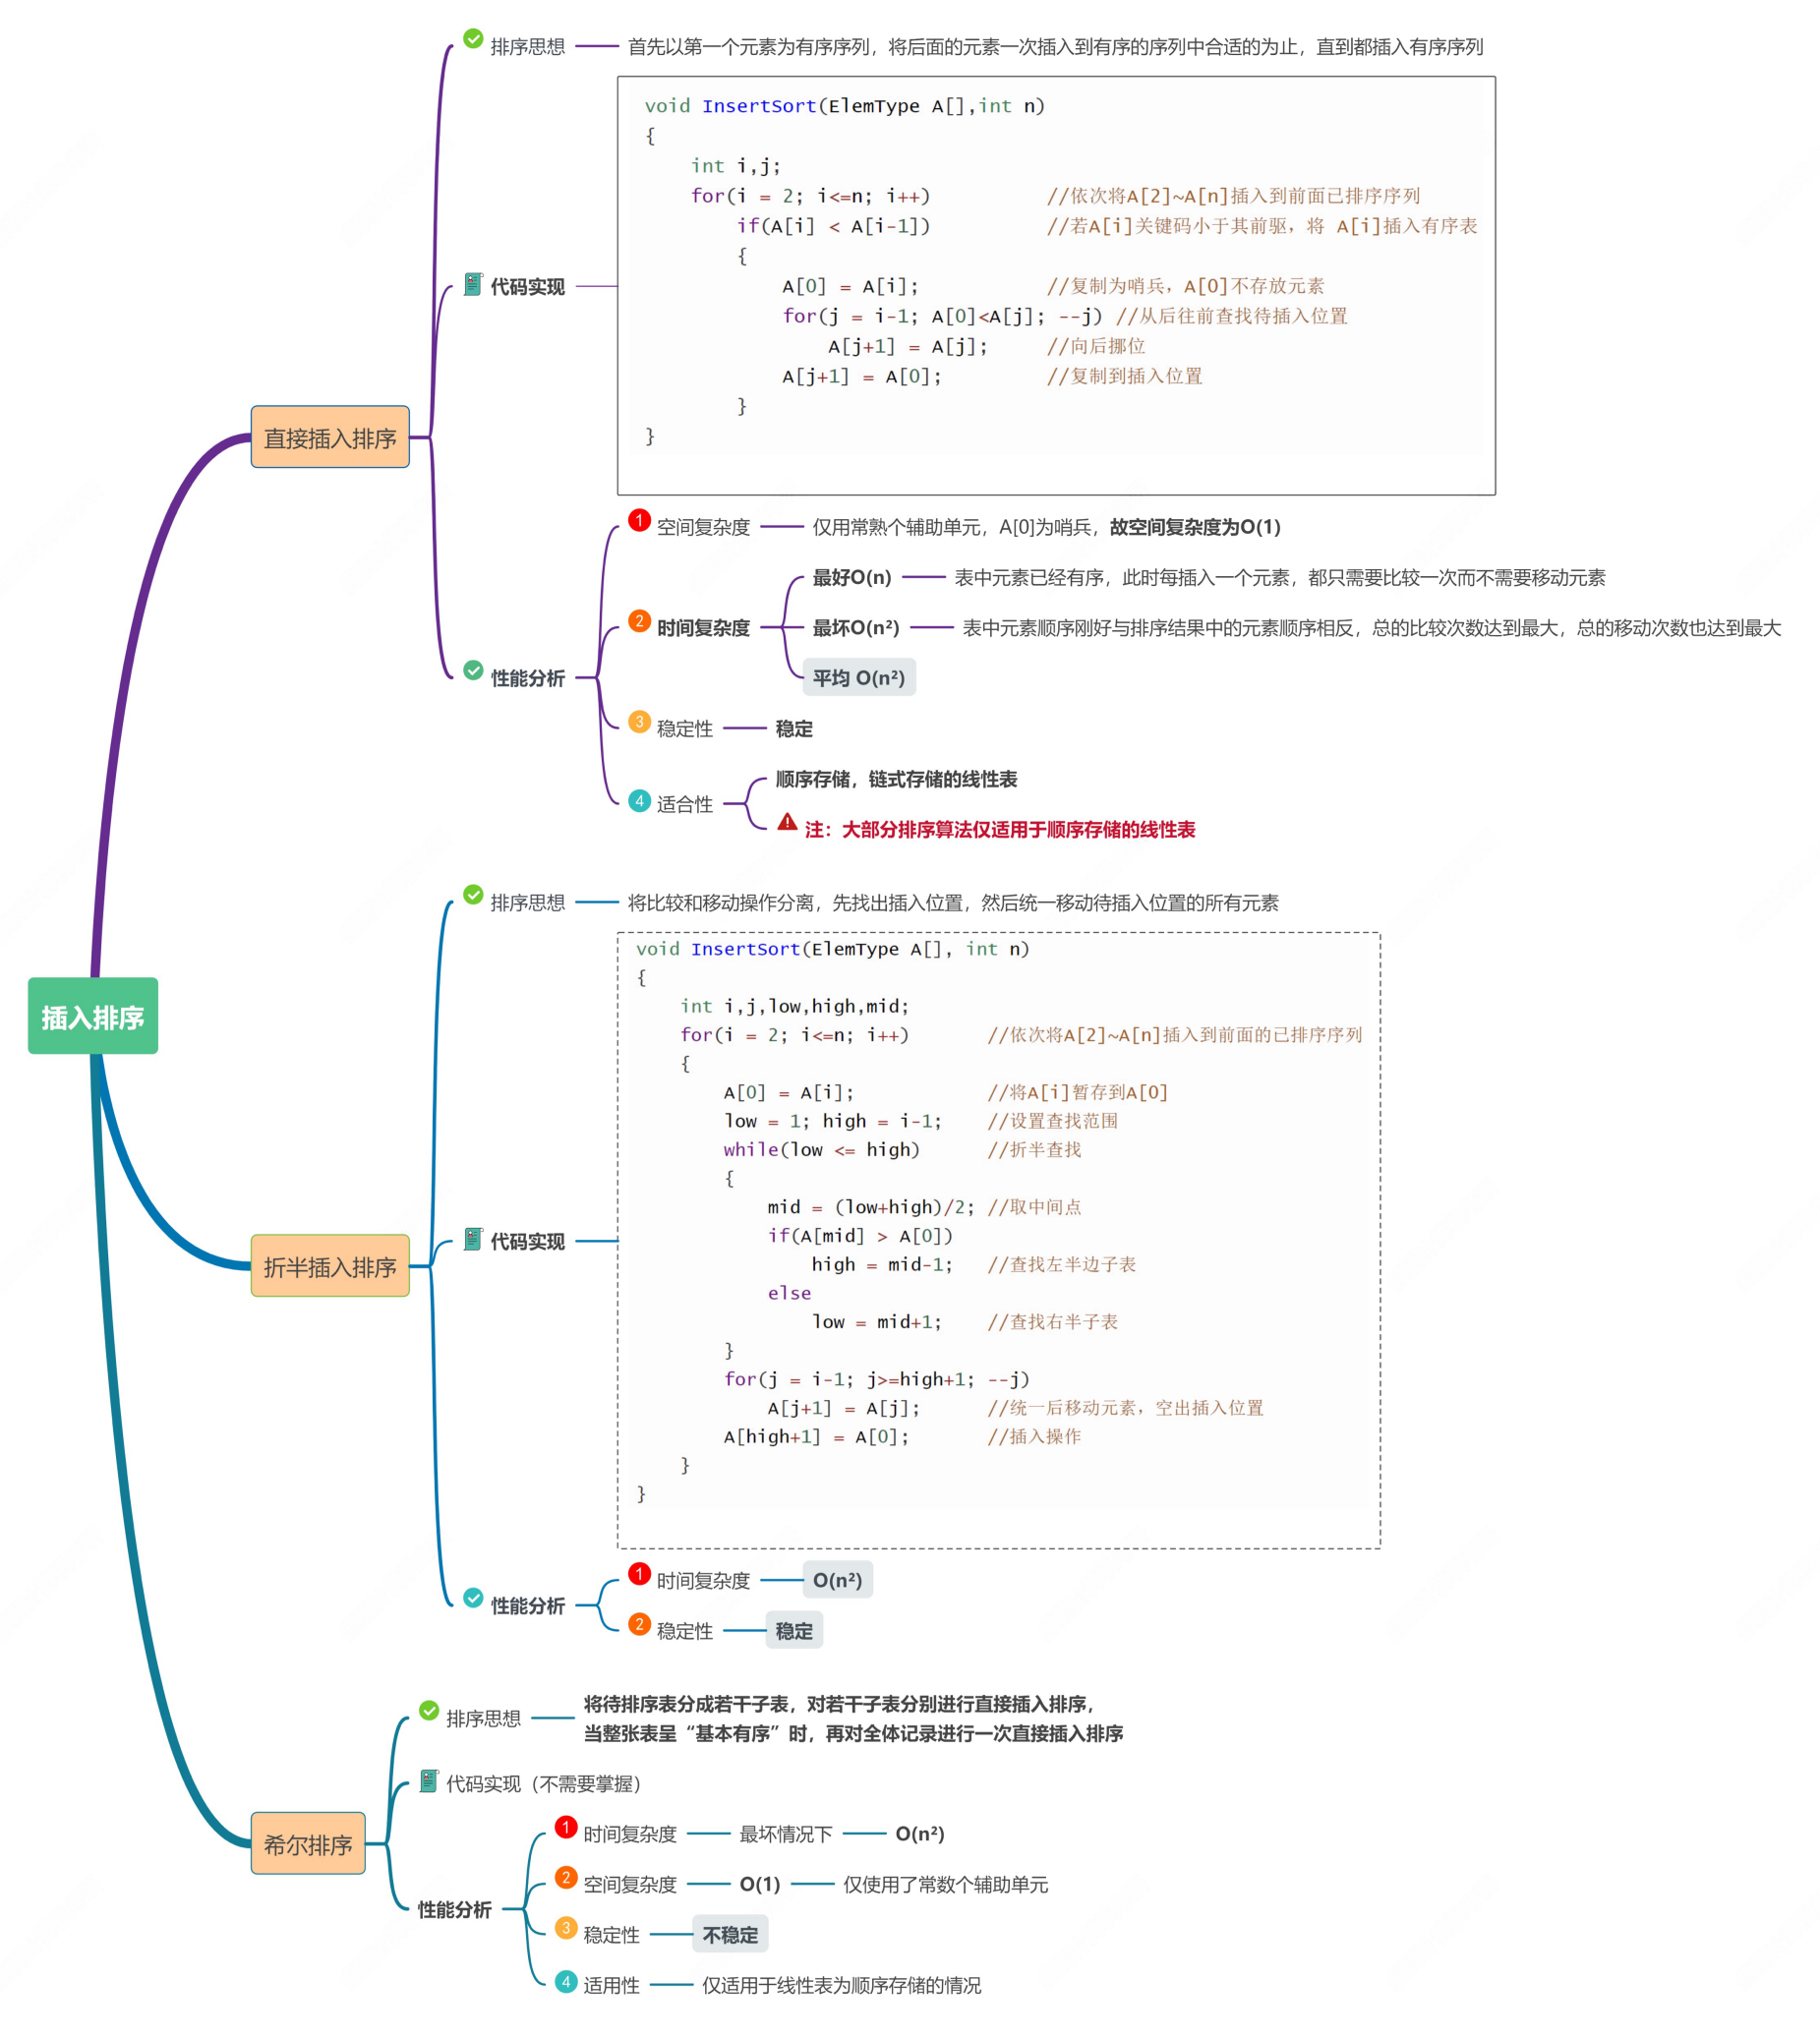 插入排序
直接插入排序
排序思想
首先以第一个元素为有序序列，将后面的元素一次插入到有序的序列中合适的为止，直到都插入有序序列
代码实现
void InsertSort(ElemType A[],int n)
{
    int i,j;
    for(i = 2; i<=n; i++)          //依次将A[2]~A[n]插入到前面已排序序列
        if(A[i] < A[i-1])          //若A[i]关键码小于其前驱，将 A[i]插入有序表
        {
            A[0] = A[i];           //复制为哨兵，A[0]不存放元素
            for(j = i-1; A[0]<A[j]; --j) //从后往前查找待插入位置
                A[j+1] = A[j];     //向后挪位
            A[j+1] = A[0];         //复制到插入位置
        }
}
性能分析
1 空间复杂度
仅用常熟个辅助单元，A[0]为哨兵，故空间复杂度为O(1)
2 时间复杂度
最好O(n)
表中元素已经有序，此时每插入一个元素，都只需要比较一次而不需要移动元素
最坏O(n²)
表中元素顺序刚好与排序结果中的元素顺序相反，总的比较次数达到最大，总的移动次数也达到最大
平均 O(n²)
3 稳定性
稳定
4 适合性
顺序存储，链式存储的线性表
注：大部分排序算法仅适用于顺序存储的线性表
折半插入排序
排序思想
将比较和移动操作分离，先找出插入位置，然后统一移动待插入位置的所有元素
代码实现
void InsertSort(ElemType A[], int n)
{
    int i,j,low,high,mid;
    for(i = 2; i<=n; i++)       //依次将A[2]~A[n]插入到前面的已排序序列
    {
        A[0] = A[i];            //将A[i]暂存到A[0]
        low = 1; high = i-1;    //设置查找范围
        while(low <= high)      //折半查找
        {
            mid = (low+high)/2; //取中间点
            if(A[mid] > A[0])
                high = mid-1;   //查找左半边子表
            else
                low = mid+1;    //查找右半子表
        }
        for(j = i-1; j>=high+1; --j)
            A[j+1] = A[j];      //统一后移动元素，空出插入位置
        A[high+1] = A[0];       //插入操作
    }
}
性能分析
1 时间复杂度
O(n²)
2 稳定性
稳定
希尔排序
排序思想
将待排序表分成若干子表，对若干子表分别进行直接插入排序，
当整张表呈“基本有序”时，再对全体记录进行一次直接插入排序
代码实现（不需要掌握）
性能分析
1 时间复杂度
最坏情况下
O(n²)
2 空间复杂度
O(1)
仅使用了常数个辅助单元
3 稳定性
不稳定
4 适用性
仅适用于线性表为顺序存储的情况